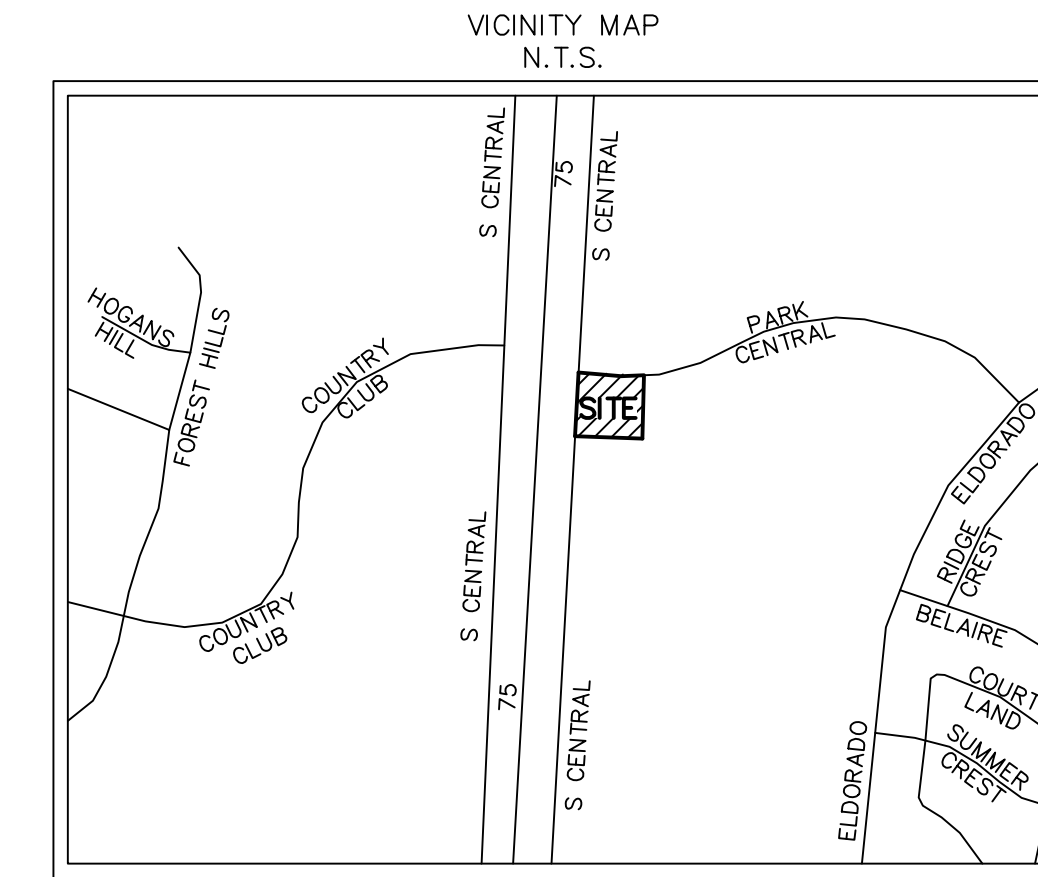 VICINITY MAP
N.T.S.
S CENTRAL
75
S CENTRAL
HOGANS
HILL
FOREST HILLS
COUNTRY
CLUB
PARK
CENTRAL
SITE
ELDORADO
RIDGE
CREST
S CENTRAL
COUNTRY
CLUB
BELAIRE
75
S CENTRAL
COURT
LAND
SUMMER
CREST
ELDORADO